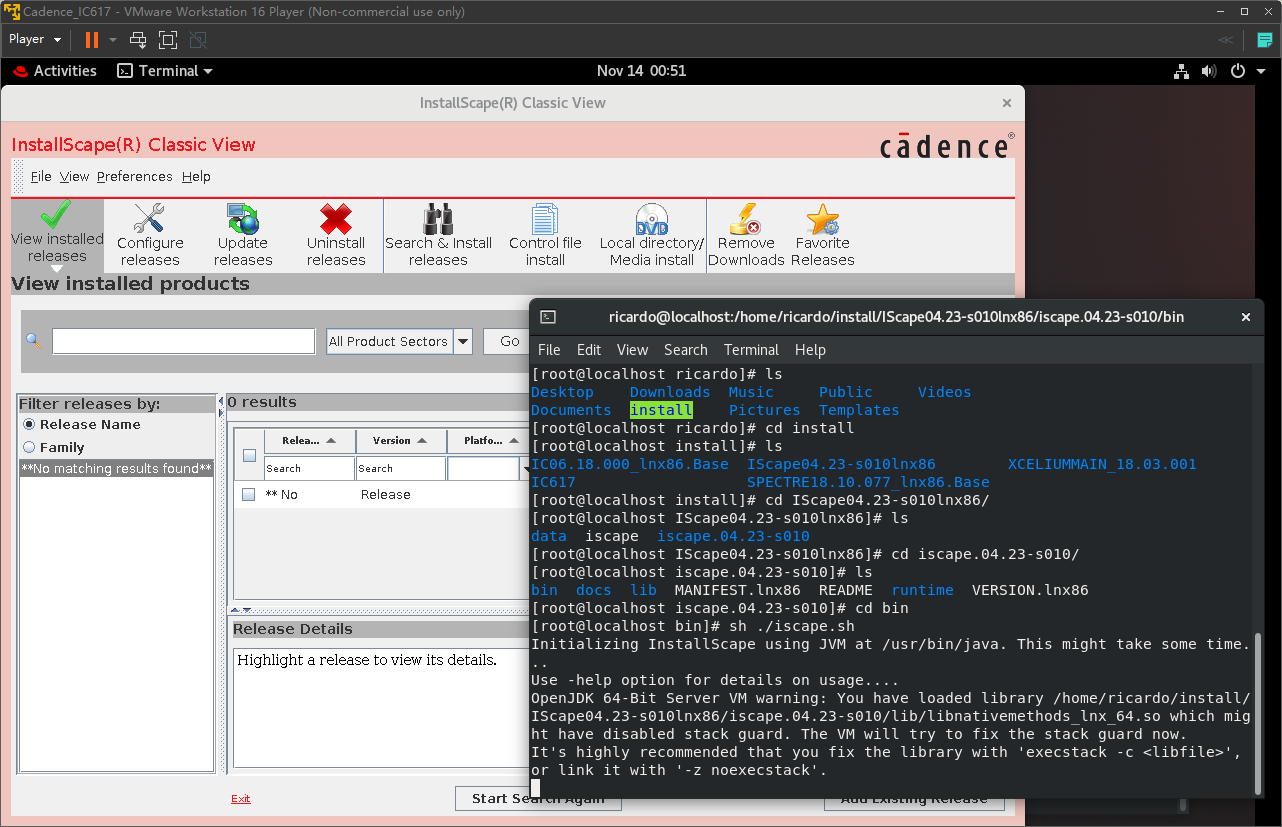 Cadence_IC617 - VMware Workstation 16 Player (Non-commercial use only)
Player
Activities
Terminal
Nov 14 00:51
InstallScape(R) Classic View
InstallScape(R) Classic View
cādence®
File View Preferences Help
View installed releases
Configure releases
Update releases
Uninstall releases
Search & Install releases
Control file install
DVD
Local directory/ Media install
Remove Downloads
Favorite Releases
View installed products
All Product Sectors
Go
Filter releases by:
Release Name
Family
**No matching results found**
0 results
Relea...
Version
Platfo...
Search
Search
** No
Release
Release Details
Highlight a release to view its details.
Exit
Start Search Again
Add Existing Release
ricardo@localhost:/home/ricardo/install/IScape04.23-s010lnx86/iscape.04.23-s010/bin
File Edit View Search Terminal Help
[root@localhost ricardo]# ls
Desktop Downloads Music Public Videos
Documents install Pictures Templates
[root@localhost ricardo]# cd install
[root@localhost install]# ls
IC06.18.000_lnx86.Base IScape04.23-s010lnx86 XCELIUMMAIN_18.03.001
IC617 SPECTRE18.10.077_lnx86.Base
[root@localhost install]# cd IScape04.23-s010lnx86/
[root@localhost IScape04.23-s010lnx86]# ls
data iscape iscape.04.23-s010
[root@localhost IScape04.23-s010lnx86]# cd iscape.04.23-s010/
[root@localhost iscape.04.23-s010]# ls
bin docs lib MANIFEST.lnx86 README runtime VERSION.lnx86
[root@localhost iscape.04.23-s010]# cd bin
[root@localhost bin]# sh ./iscape.sh
Initializing InstallScape using JVM at /usr/bin/java. This might take some time.
..
Use -help option for details on usage....
OpenJDK 64-Bit Server VM warning: You have loaded library /home/ricardo/install/
IScape04.23-s010lnx86/iscape.04.23-s010/lib/libnativemethods_lnx_64.so which mig
ht have disabled stack guard. The VM will try to fix the stack guard now.
It's highly recommended that you fix the library with 'execstack -c <libfile>',
or link it with '-z noexecstack'.